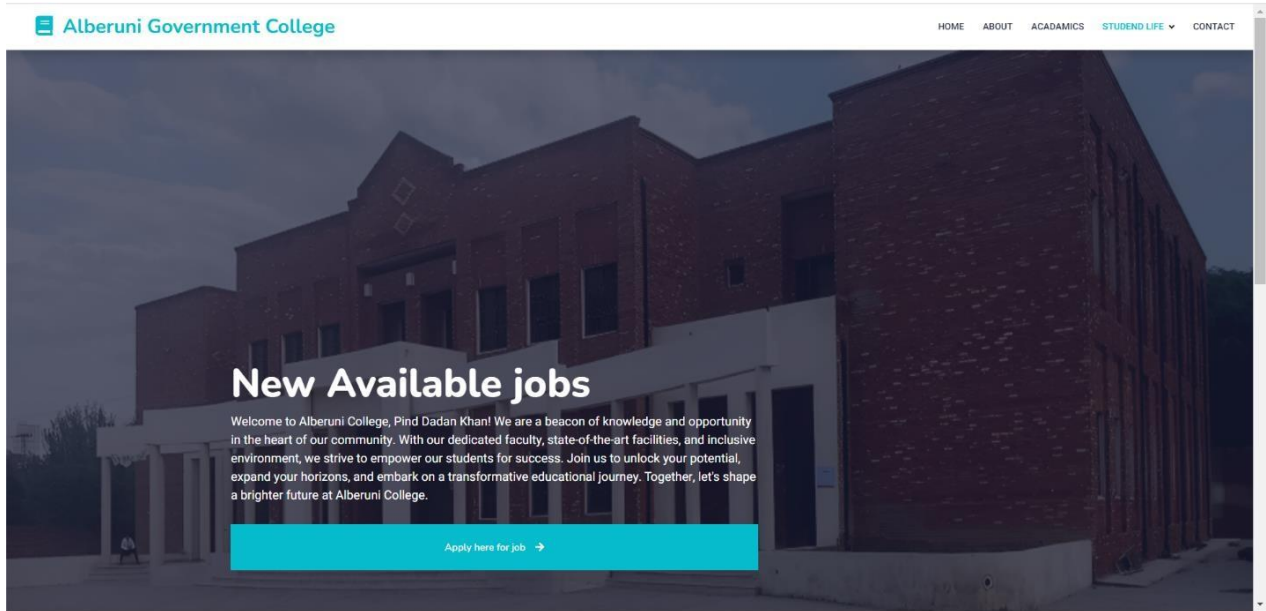 Alberuni Government College
HOME ABOUT ACADAMICS STUDEND LIFE CONTACT
New Available jobs
Welcome to Alberuni College, Pind Dadan Khan! We are a beacon of knowledge and opportunity
in the heart of our community. With our dedicated faculty, state-of-the-art facilities, and inclusive
environment, we strive to empower our students for success. Join us to unlock your potential,
expand your horizons, and embark on a transformative educational journey. Together, let's shape
a brighter future at Alberuni College.
Apply here for job